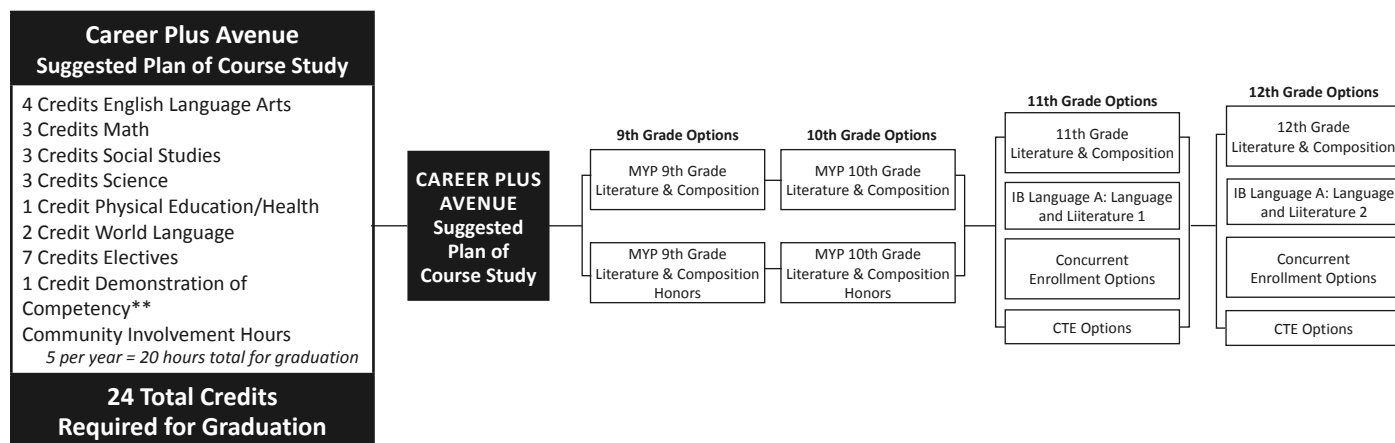 Career Plus Avenue
Suggested Plan of Course Study
4 Credits English Language Arts
3 Credits Math
3 Credits Social Studies
3 Credits Science
1 Credit Physical Education/Health
2 Credit World Language
7 Credits Electives
1 Credit Demonstration of
Competency**
Community Involvement Hours
5 per year = 20 hours total for graduation
24 Total Credits
Required for Graduation
CAREER PLUS
AVENUE
Suggested
Plan of
Course Study
9th Grade Options
MYP 9th Grade
Literature & Composition
MYP 9th Grade
Literature & Composition
Honors
10th Grade Options
MYP 10th Grade
Literature & Composition
MYP 10th Grade
Literature & Composition
Honors
11th Grade Options
11th Grade
Literature & Composition
IB Language A: Language
and Liiterature 1
Concurrent
Enrollment Options
CTE Options
12th Grade Options
12th Grade
Literature & Composition
IB Language A: Language
and Liiterature 2
Concurrent
Enrollment Options
CTE Options